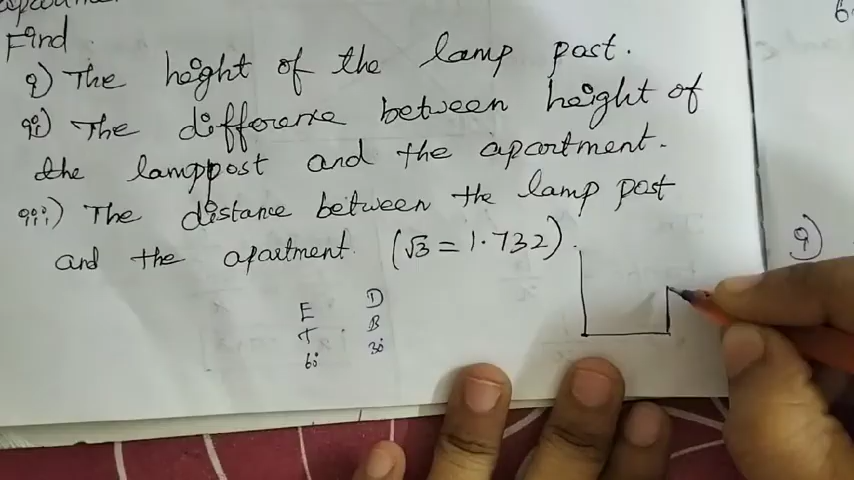 Find
i) The height of the lamp post.
ii) The difference between height of
the lamppost and the apartment.
iii) The distance between the lamp post
and the apartment. (√3 = 1.732).
E D
T B
60 30
i)